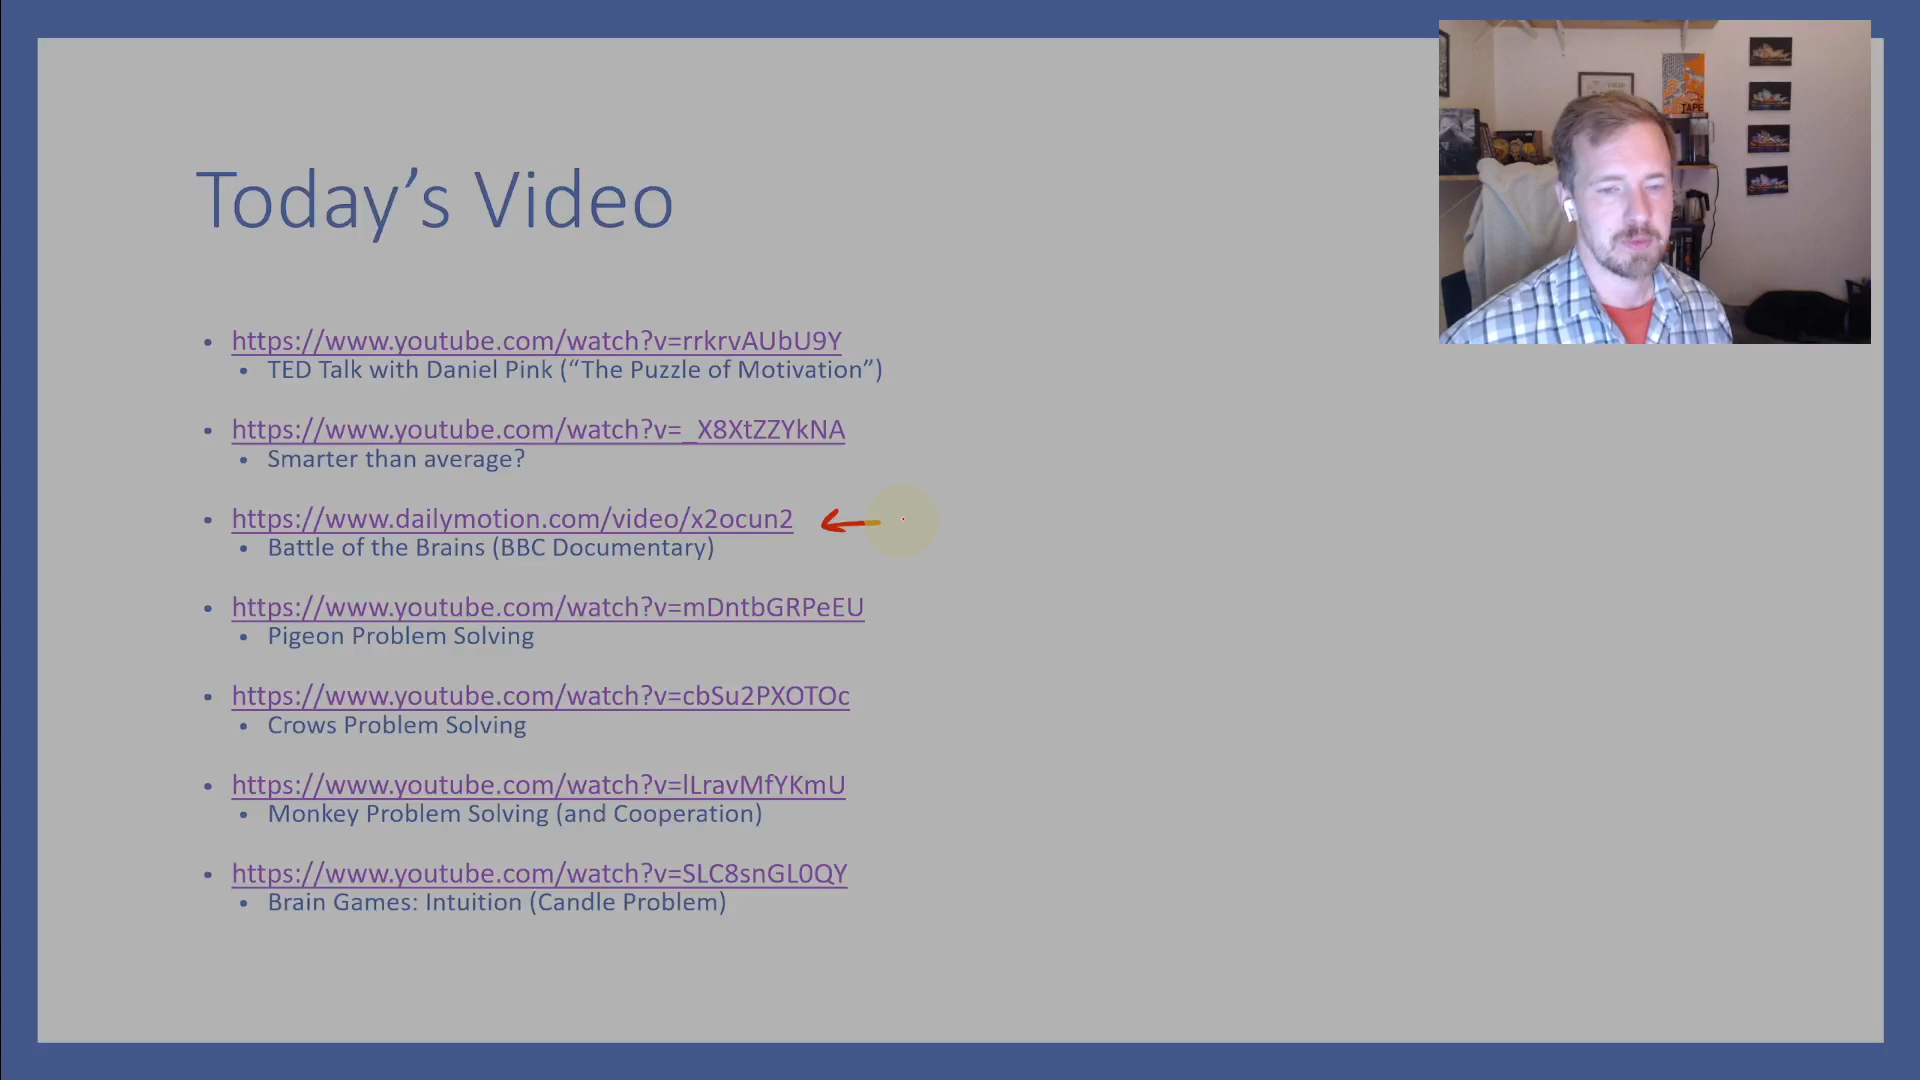 TAPE
Today’s Video
• https://www.youtube.com/watch?v=rrkrvAUbU9Y
• TED Talk with Daniel Pink (“The Puzzle of Motivation”)
• https://www.youtube.com/watch?v=_X8XtZZYkNA
• Smarter than average?
• https://www.dailymotion.com/video/x2ocun2
• Battle of the Brains (BBC Documentary)
• https://www.youtube.com/watch?v=mDntbGRPeEU
• Pigeon Problem Solving
• https://www.youtube.com/watch?v=cbSu2PXOTOc
• Crows Problem Solving
• https://www.youtube.com/watch?v=lLravMfYKmU
• Monkey Problem Solving (and Cooperation)
• https://www.youtube.com/watch?v=SLC8snGL0QY
• Brain Games: Intuition (Candle Problem)